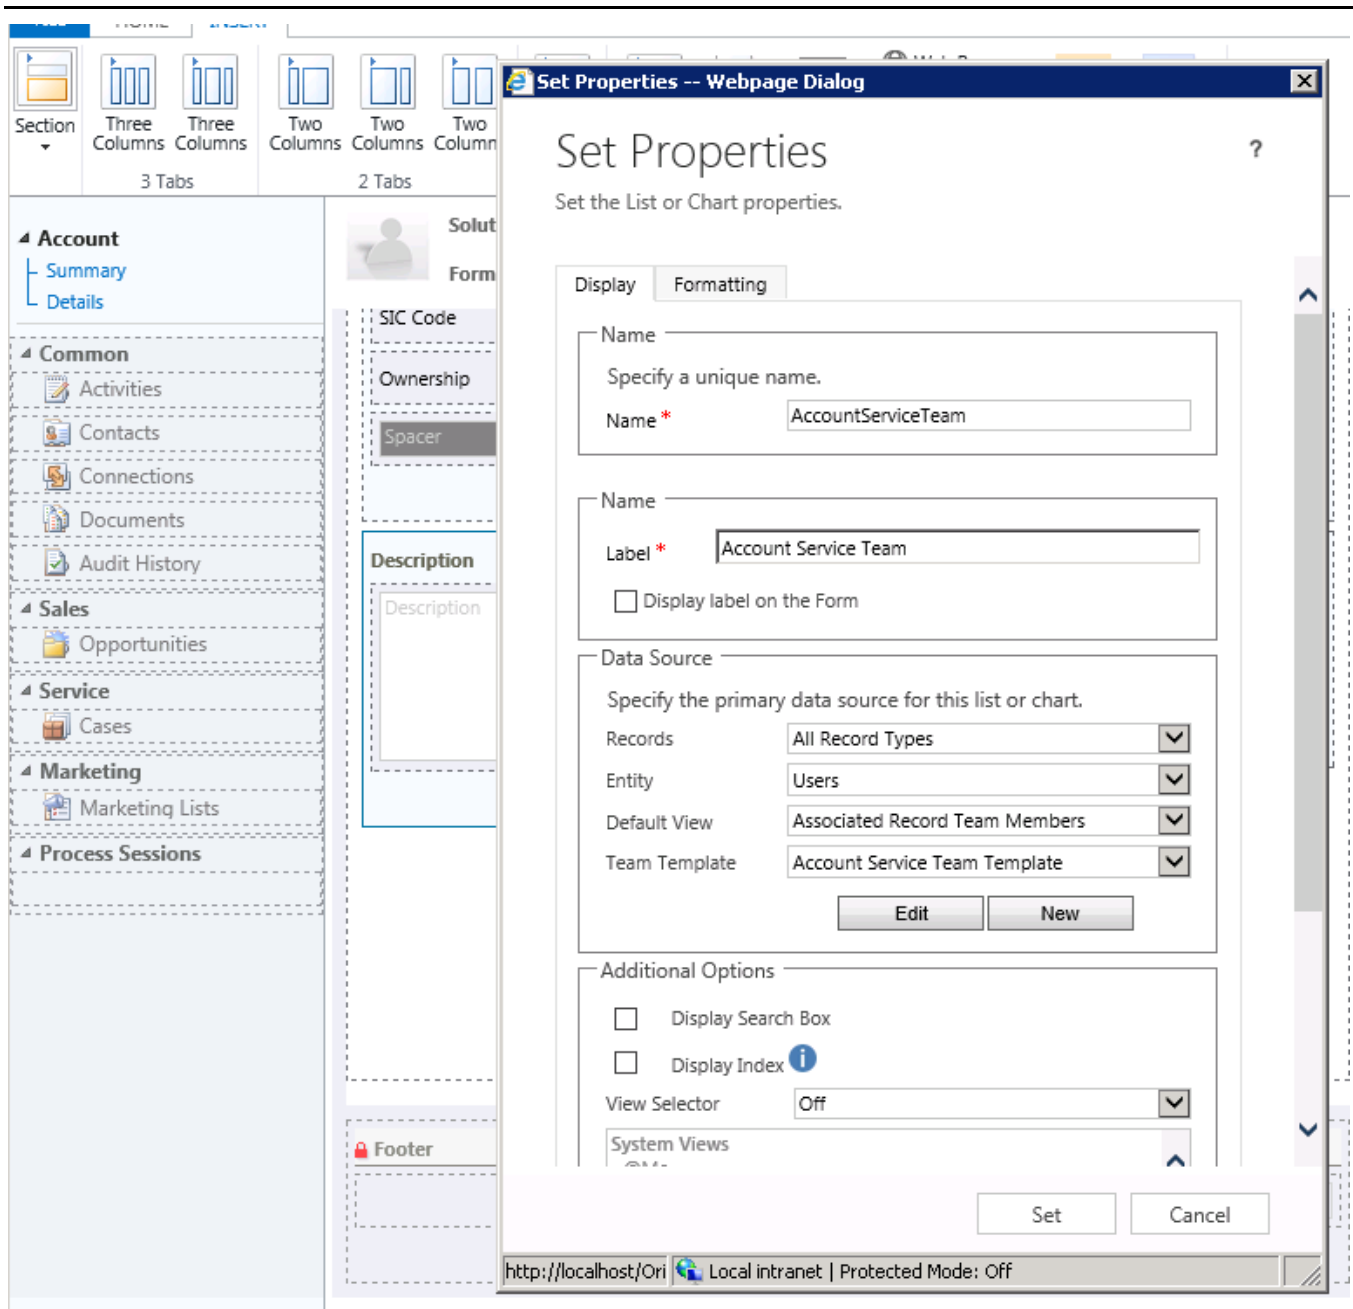 HOME INSERT
Section
Three Columns
Three Columns
Two Columns
Two Columns
Two
3 Tabs
2 Tabs
Account
Summary
Details
Common
Activities
Contacts
Connections
Documents
Audit History
Sales
Opportunities
Service
Cases
Marketing
Marketing Lists
Process Sessions
Solut
Form
SIC Code
Ownership
Spacer
Description
Description
Footer
Set Properties -- Webpage Dialog
Set Properties
?
Set the List or Chart properties.
Display Formatting
Name
Specify a unique name.
Name * AccountServiceTeam
Name
Label * Account Service Team
Display label on the Form
Data Source
Specify the primary data source for this list or chart.
Records All Record Types
Entity Users
Default View Associated Record Team Members
Team Template Account Service Team Template
Edit New
Additional Options
Display Search Box
Display Index
View Selector Off
System Views
Set Cancel
http://localhost/Ori Local intranet | Protected Mode: Off